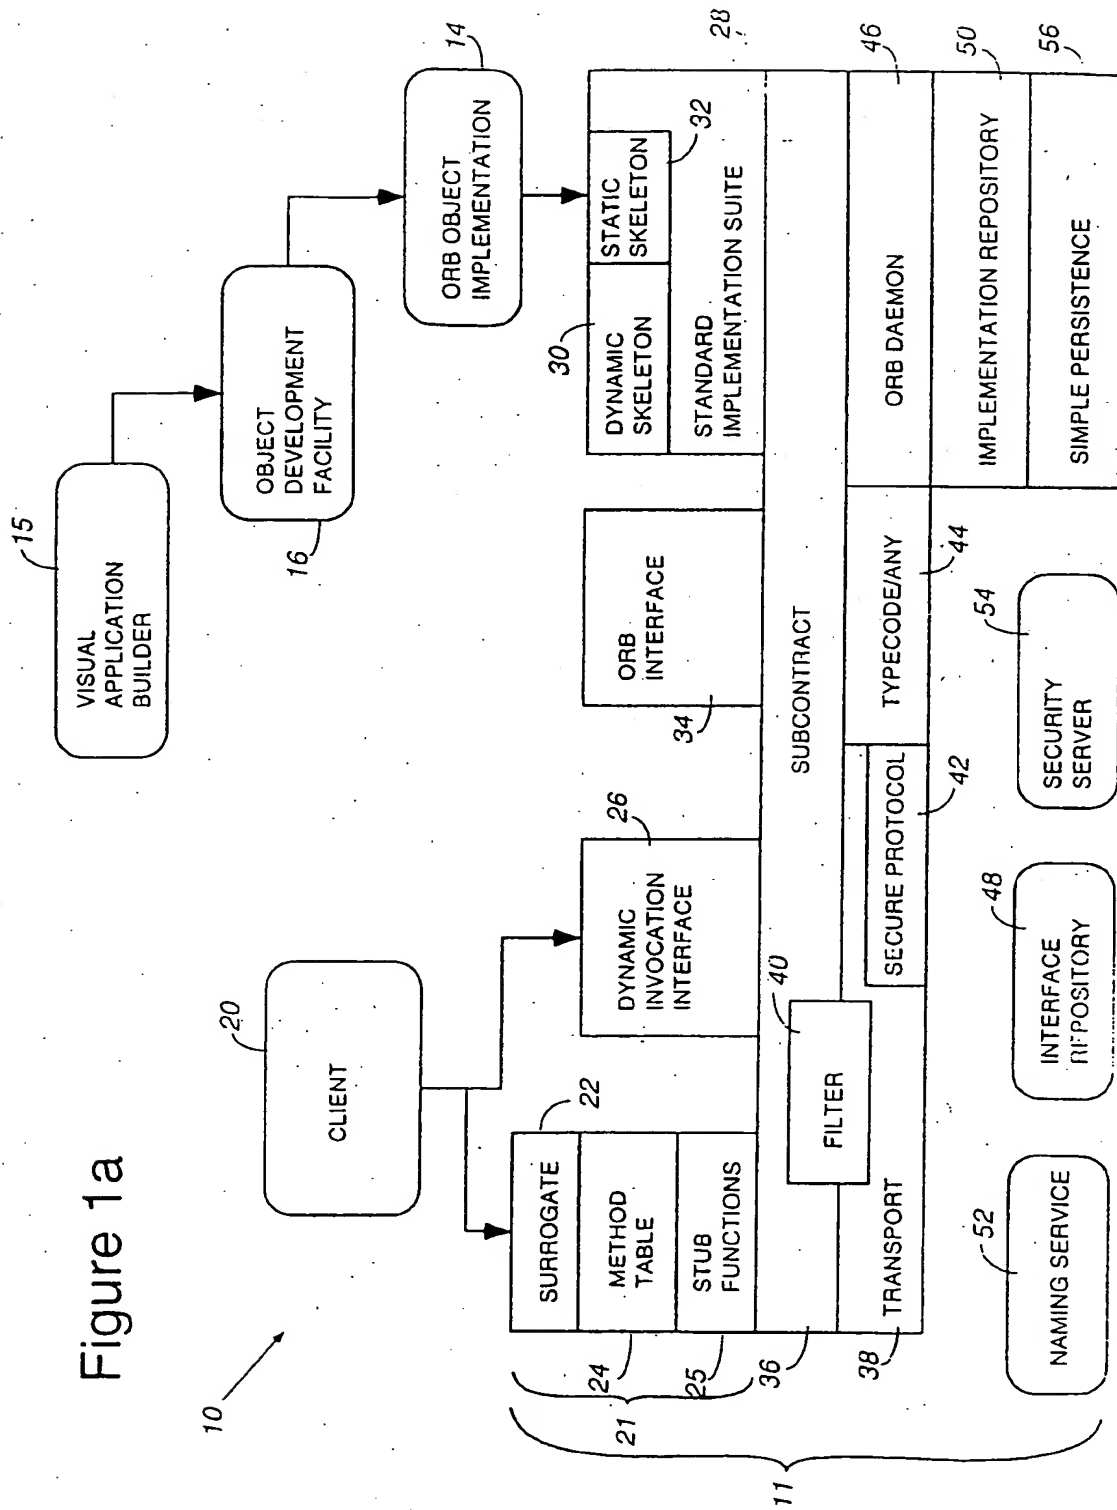 Figure 1a
10
15
VISUAL
APPLICATION
BUILDER
OBJECT
DEVELOPMENT
FACILITY
16
14
ORB OBJECT
IMPLEMENTATION
20
CLIENT
22
SURROGATE
METHOD
TABLE
STUB
FUNCTIONS
24
25
21
26
DYNAMIC
INVOCATION
INTERFACE
ORB
INTERFACE
34
30
DYNAMIC
SKELETON
STATIC
SKELETON
32
STANDARD
IMPLEMENTATION SUITE
28
36
SUBCONTRACT
40
FILTER
38
TRANSPORT
SECURE PROTOCOL
42
TYPECODE/ANY
44
ORB DAEMON
46
IMPLEMENTATION REPOSITORY
50
SIMPLE PERSISTENCE
56
11
52
NAMING SERVICE
48
INTERFACE
REPOSITORY
54
SECURITY
SERVER